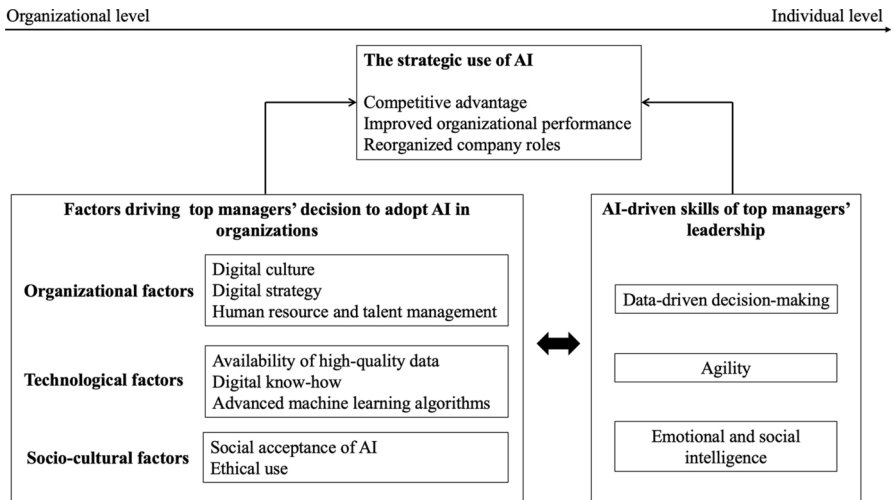 Organizational level
Individual level
The strategic use of AI
Competitive advantage
Improved organizational performance
Reorganized company roles
Factors driving top managers' decision to adopt AI in
organizations
Organizational factors
Digital culture
Digital strategy
Human resource and talent management
Technological factors
Availability of high-quality data
Digital know-how
Advanced machine learning algorithms
Socio-cultural factors
Social acceptance of AI
Ethical use
AI-driven skills of top managers'
leadership
Data-driven decision-making
Agility
Emotional and social
intelligence